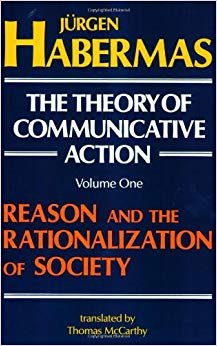 JÜRGEN
HABERMAS
THE THEORY OF
COMMUNICATIVE
ACTION
Volume One
REASON AND THE
RATIONALIZATION
OF SOCIETY
translated by
Thomas McCarthy